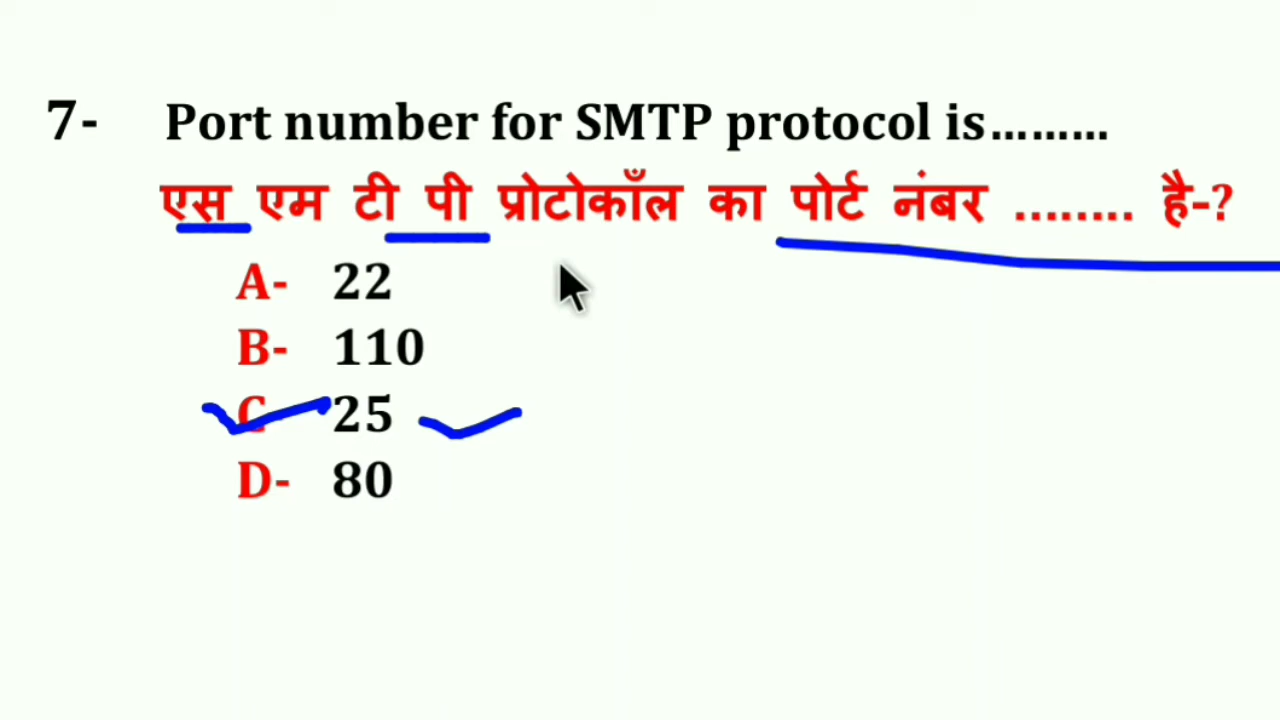 7- Port number for SMTP protocol is.........
एस एम टी पी प्रोटोकॉंल का पोर्ट नंबर ........ है-?
A- 22
B- 110
C 25
D- 80